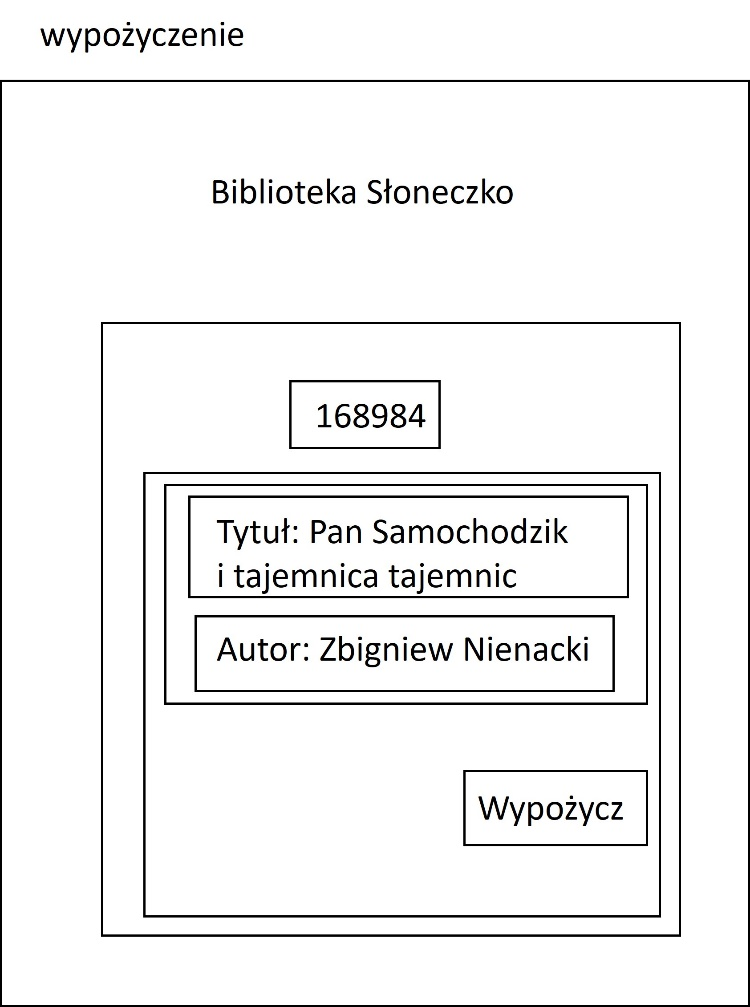 wypożyczenie
Biblioteka Słoneczko
168984
Tytuł: Pan Samochodzik
i tajemnica tajemnic
Autor: Zbigniew Nienacki
Wypożycz